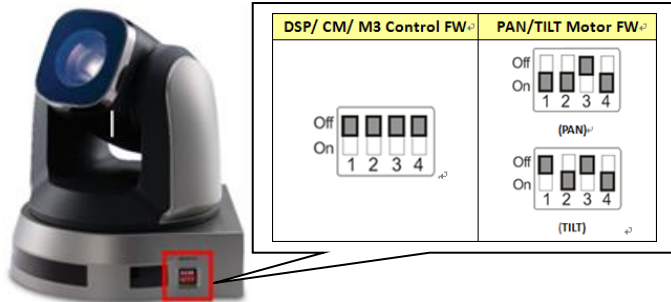 DSP/ CM/ M3 Control FW
PAN/TILT Motor FW
Off
On
1 2 3 4
Off
On
1 2 3 4
(PAN)
Off
On
1 2 3 4
(TILT)